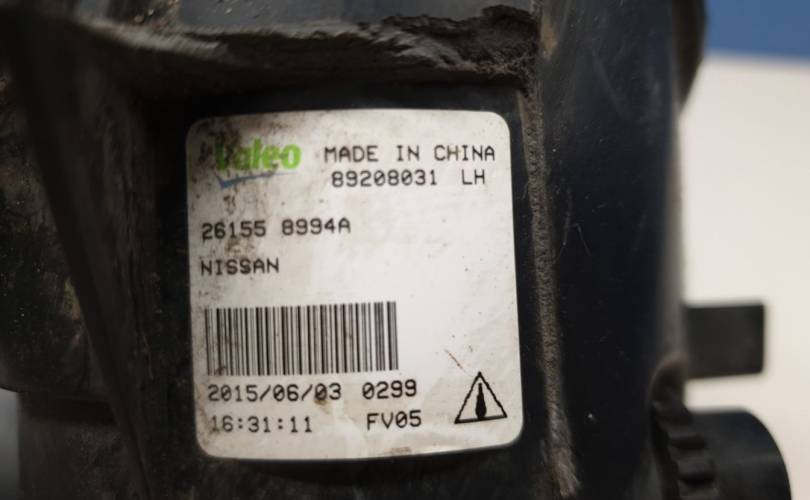 Valeo MADE IN CHINA
89208031 LH
26155 8994A
NISSAN
2015/06/03 0299
16:31:11 FV05